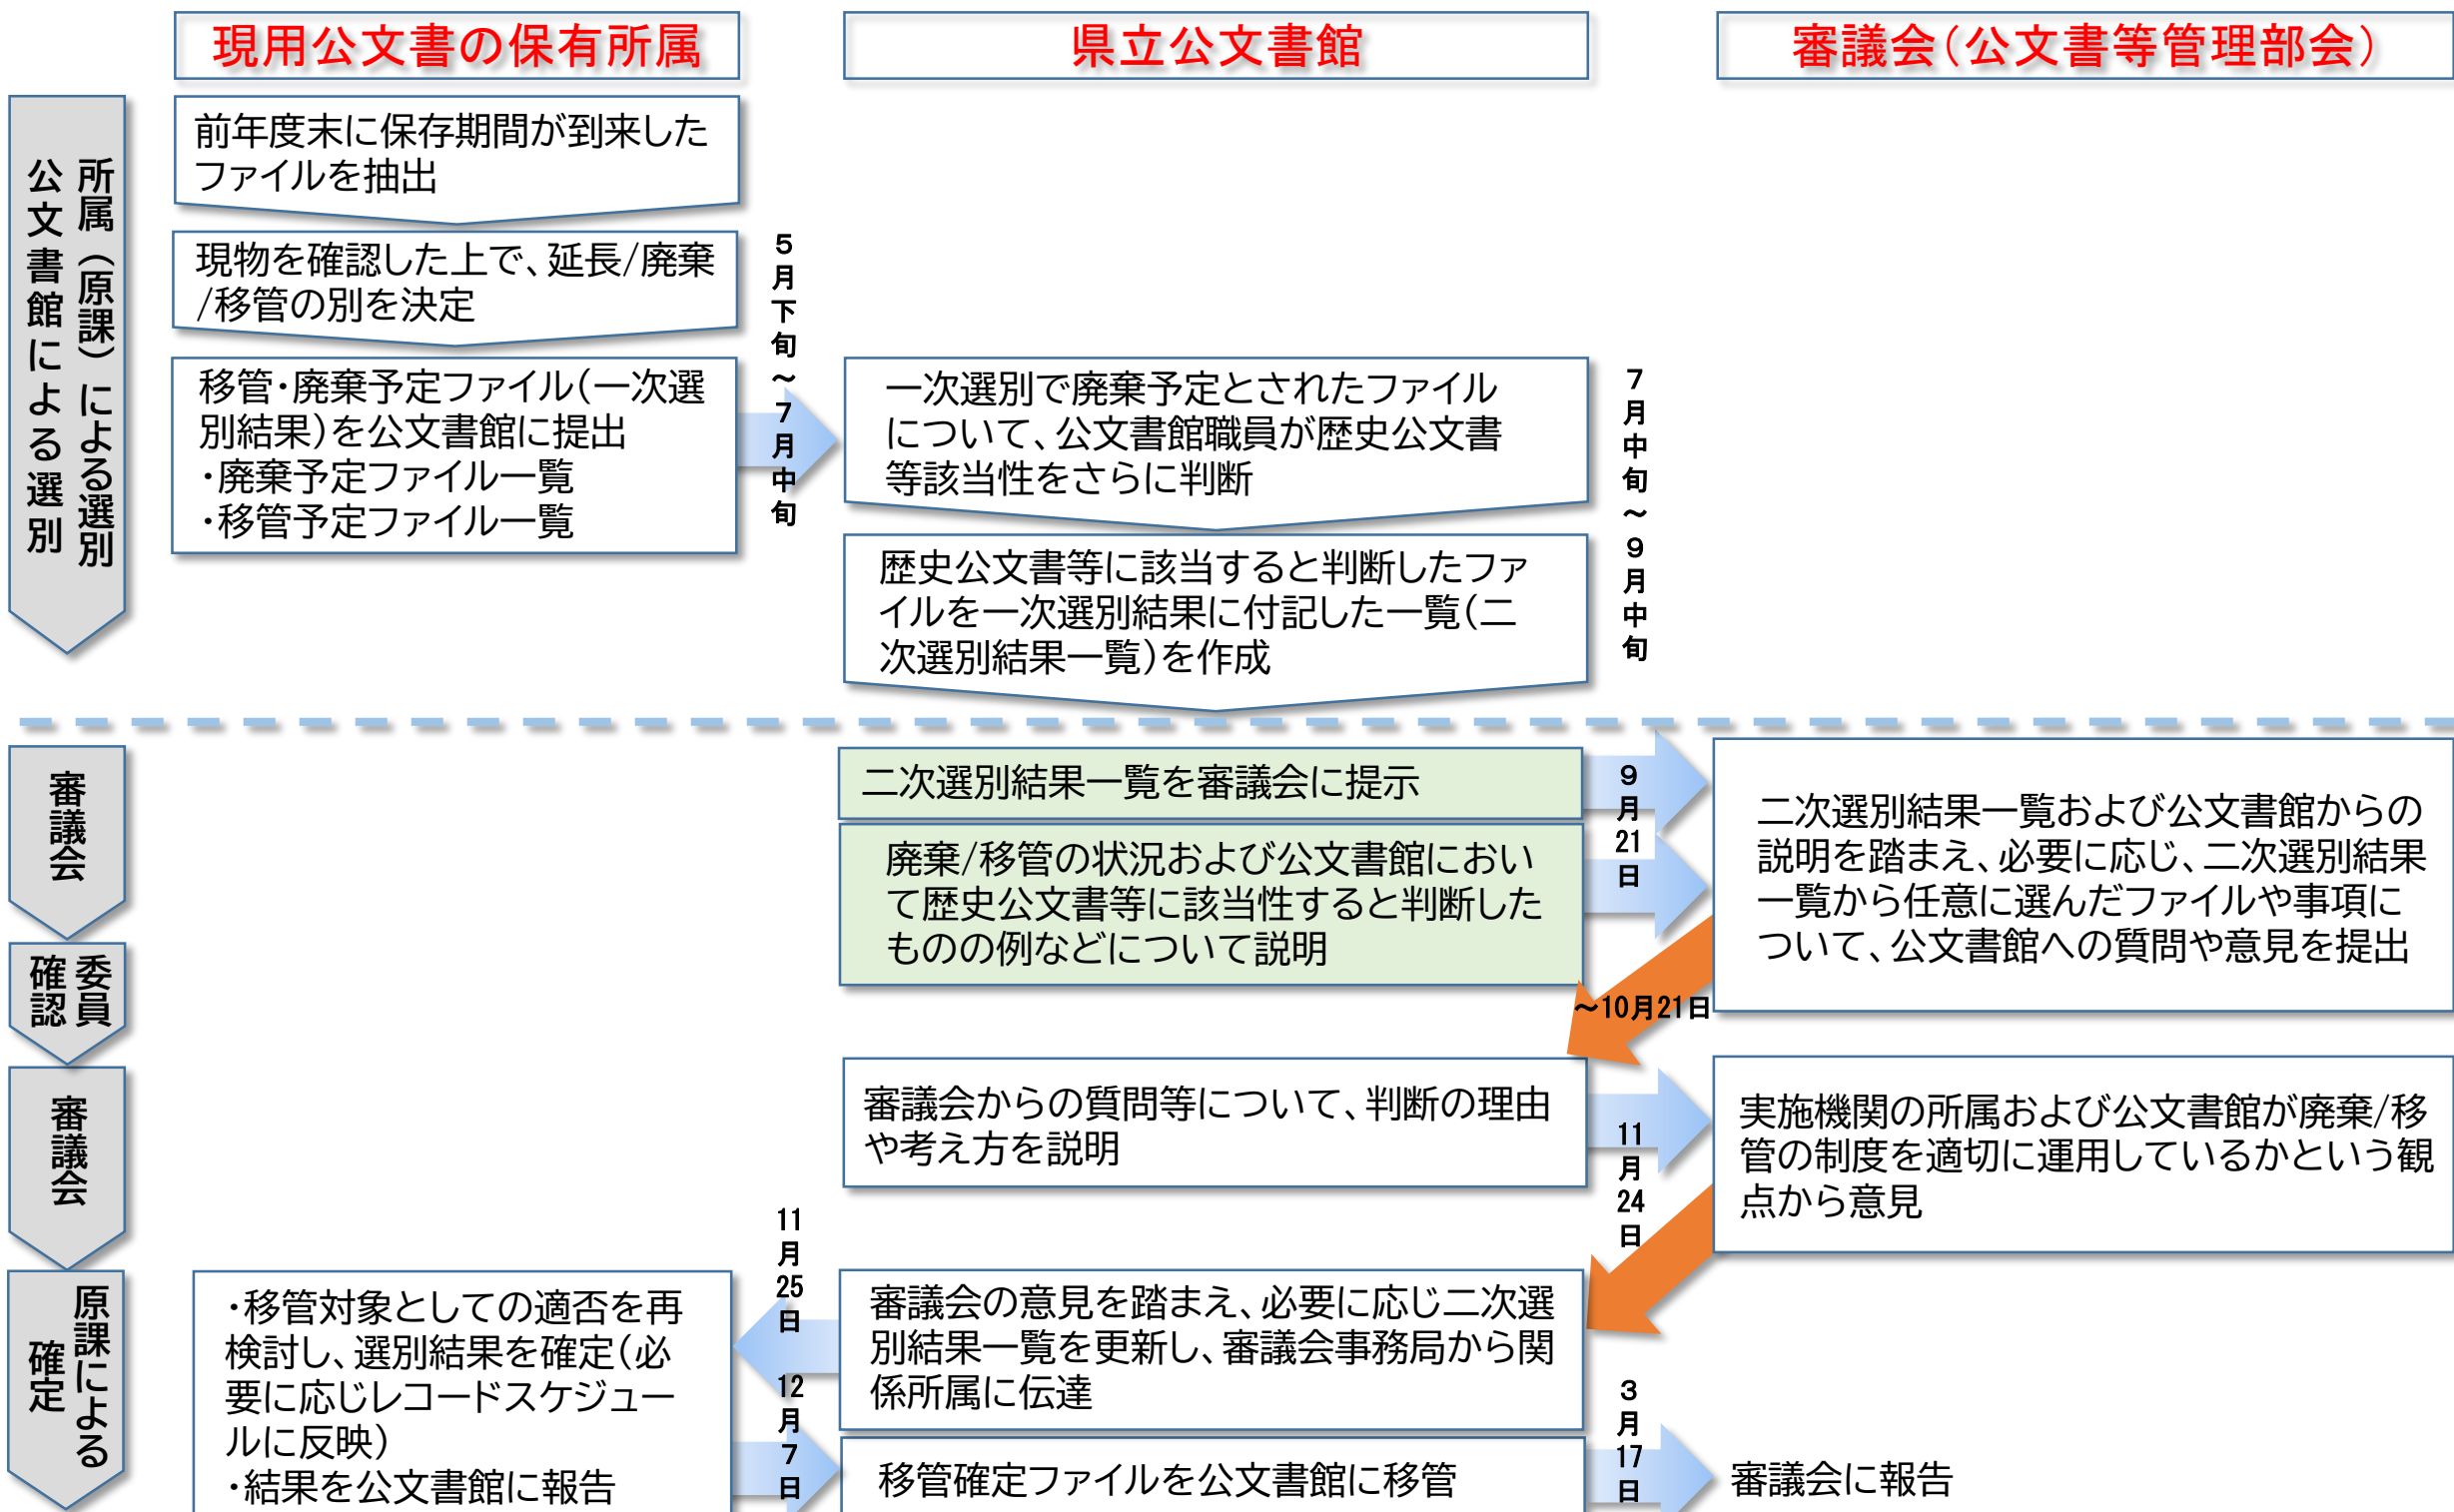 現用公文書の保有所属
県立公文書館
審議会（公文書等管理部会）
所属（原課）による選別
公文書館による選別
前年度末に保存期間が到来した
ファイルを抽出
現物を確認した上で、延長/廃棄
/移管の別を決定
移管・廃棄予定ファイル（一次選
別結果）を公文書館に提出
・廃棄予定ファイル一覧
・移管予定ファイル一覧
５月下旬～７月中旬
一次選別で廃棄予定とされたファイル
について、公文書館職員が歴史公文書
等該当性をさらに判断
歴史公文書等に該当すると判断したファ
イルを一次選別結果に付記した一覧（二
次選別結果一覧）を作成
７月中旬～９月中旬
審議会
二次選別結果一覧を審議会に提示
廃棄/移管の状況および公文書館におい
て歴史公文書等に該当性すると判断した
ものの例などについて説明
９月21日
二次選別結果一覧および公文書館からの
説明を踏まえ、必要に応じ、二次選別結果
一覧から任意に選んだファイルや事項に
ついて、公文書館への質問や意見を提出
委員
確認
～10月21日
審議会
審議会からの質問等について、判断の理由
や考え方を説明
11月24日
実施機関の所属および公文書館が廃棄/移
管の制度を適切に運用しているかという観
点から意見
原課による
確定
審議会の意見を踏まえ、必要に応じ二次選
別結果一覧を更新し、審議会事務局から関
係所属に伝達
11月25日
・移管対象としての適否を再
検討し、選別結果を確定（必
要に応じレコードスケジュー
ルに反映）
・結果を公文書館に報告
12月7日
移管確定ファイルを公文書館に移管
３月17日
審議会に報告